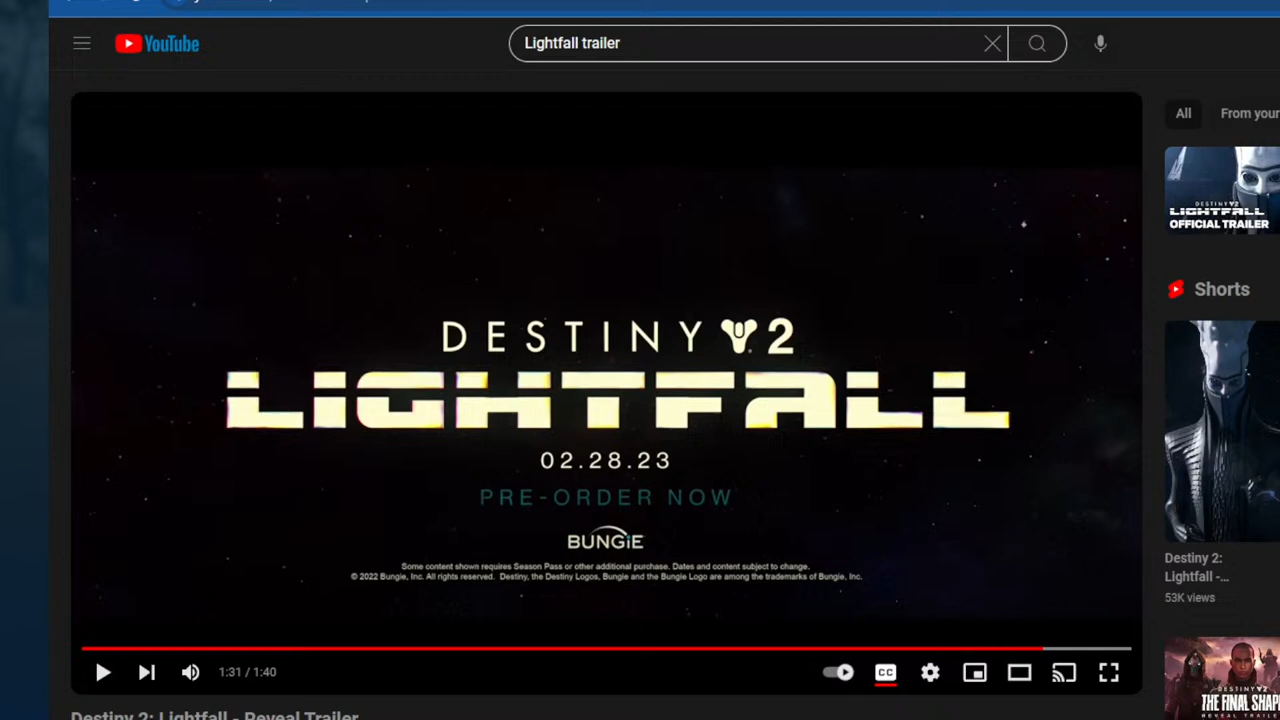 YouTube
Lightfall trailer
All
From your
DESTINY 2
LIGHTFALL
02.28.23
PRE-ORDER NOW
BUNGiE
Some content shown requires Season Pass or other additional purchase. Dates and content subject to change.
© 2022 Bungie, Inc. All rights reserved. Destiny, the Destiny Logos, Bungie and the Bungie Logo are among the trademarks of Bungie, Inc.
1:31 / 1:40
CC
Destiny 2: Lightfall - Reveal Trailer
DESTINY 2
LIGHTFALL
OFFICIAL TRAILER
Shorts
Destiny 2:
Lightfall -...
53K views
DESTINY 2
THE FINAL SHAP
REVEAL TRAILER